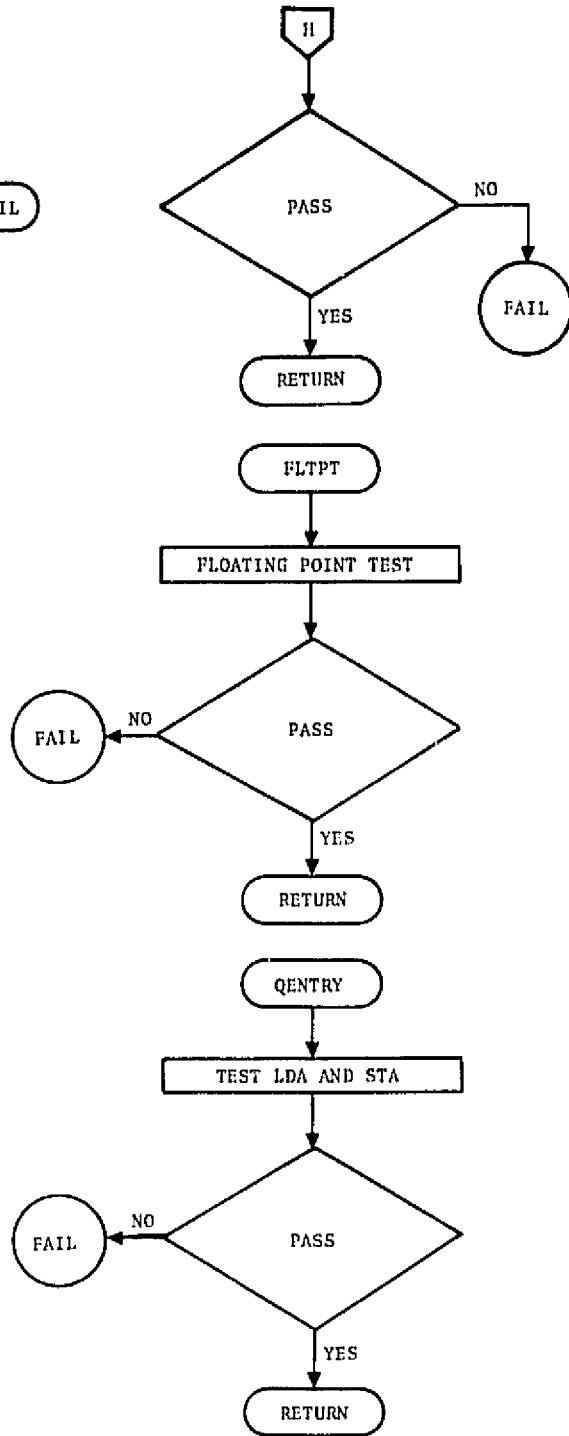 H
IL
PASS
NO
FAIL
YES
RETURN
FLTPT
FLOATING POINT TEST
PASS
NO
FAIL
YES
RETURN
QENTRY
TEST LDA AND STA
PASS
NO
FAIL
YES
RETURN